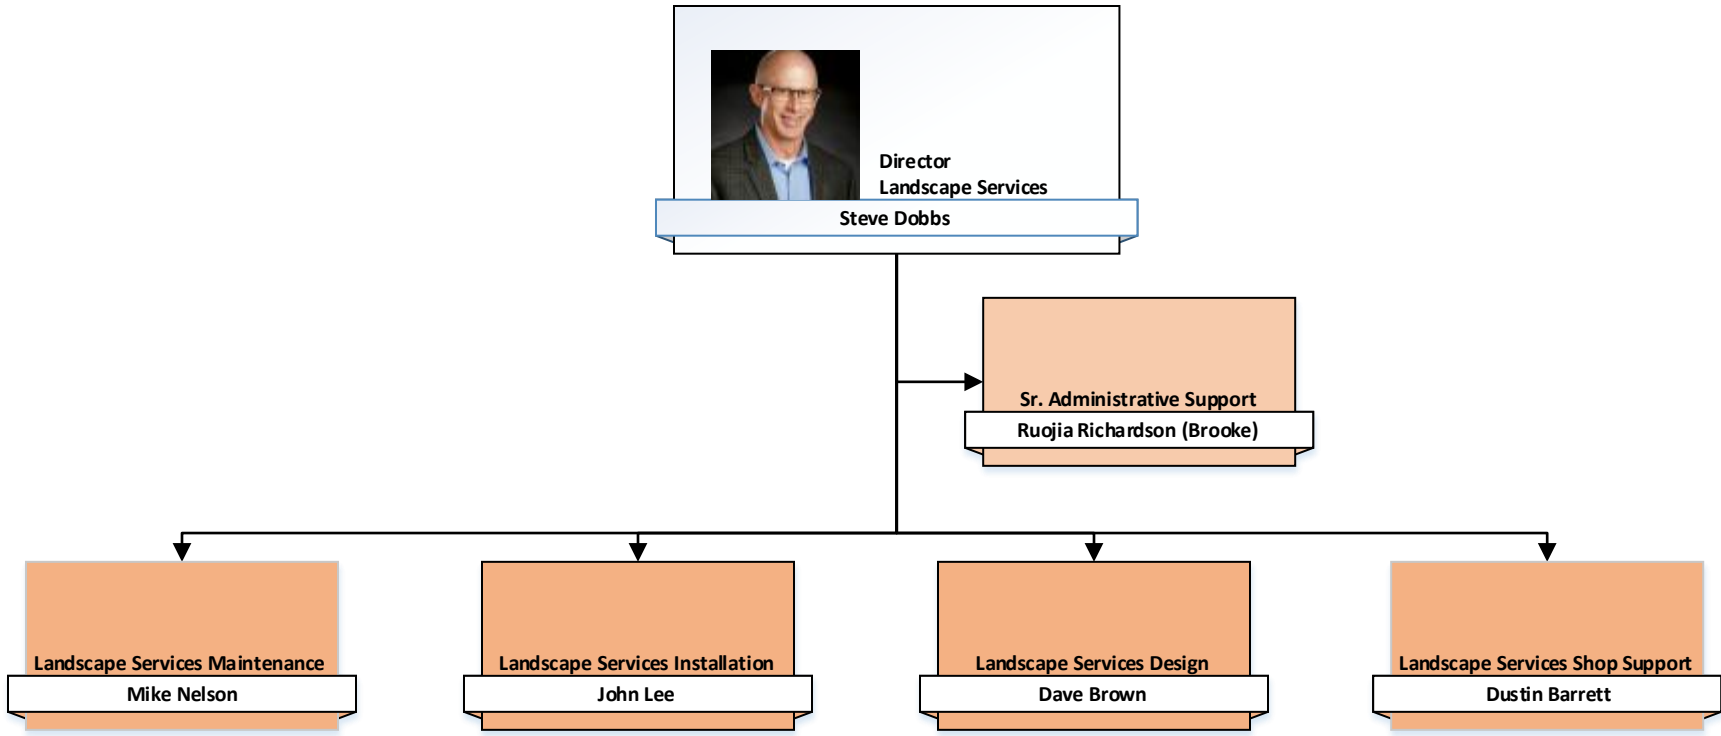 Director
Landscape Services
Steve Dobbs
Sr. Administrative Support
Ruojia Richardson (Brooke)
Landscape Services Maintenance
Mike Nelson
Landscape Services Installation
John Lee
Landscape Services Design
Dave Brown
Landscape Services Shop Support
Dustin Barrett